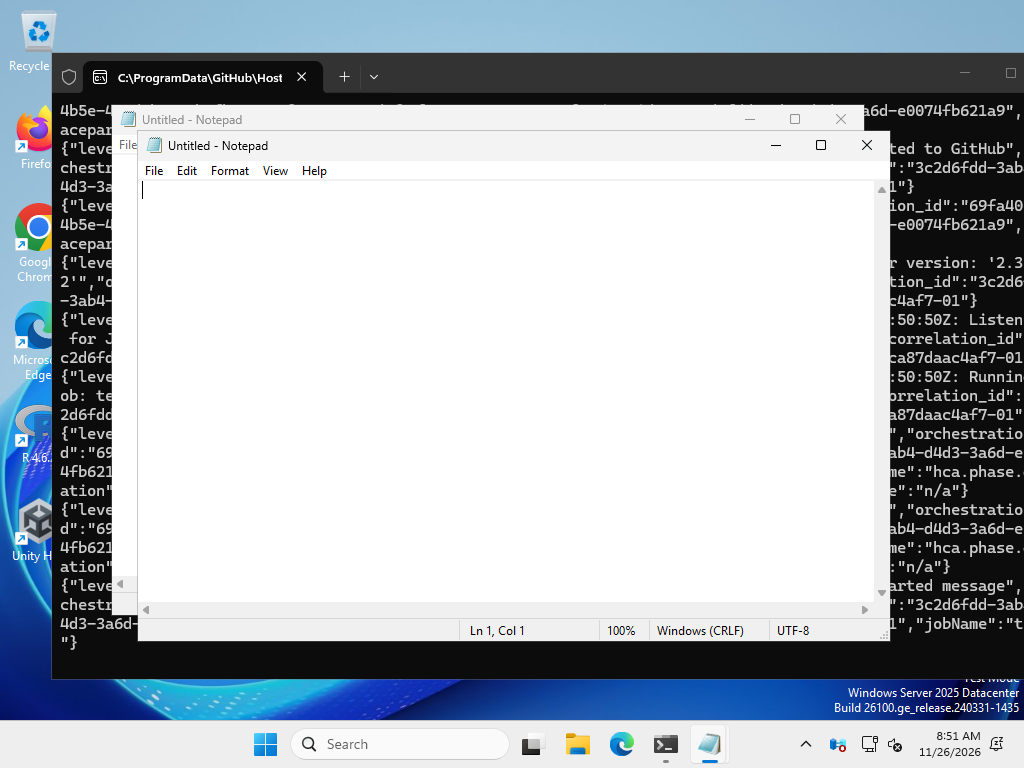 Recycle
C:\ProgramData\GitHub\Host
4b5e-4
a6d-e0074fb621a9",
Untitled - Notepad
acepar
File
Untitled - Notepad
{"leve
ted to GitHub",
File Edit Format View Help
chestr
:"3c2d6fdd-3ab
4d3-3a
1"}
{"leve
ion_id":"69fa40
4b5e-4
-e0074fb621a9",
acepar
{"leve
r version: '2.3
2'","o
tion_id":"3c2d6
-3ab4-
c4af7-01"}
{"leve
:50:50Z: Listen
for J
correlation_id"
c2d6fd
ca87daac4af7-01
{"leve
:50:50Z: Runnin
ob: te
orrelation_id":
2d6fdd
a87daac4af7-01"
{"leve
","orchestratio
d":"69
ab4-d4d3-3a6d-e
4fb621
me":"hca.phase.
ation"
e":"n/a"}
{"leve
","orchestratio
d":"69
ab4-d4d3-3a6d-e
4fb621
me":"hca.phase.
ation"
:"n/a"}
{"leve
arted message",
chestr
:"3c2d6fdd-3ab
4d3-3a6d-
1","jobName":"t
"}
Firefo
Googl
Chrom
Micros
Edge
R 4.6.
Unity H
Ln 1, Col 1
100%
Windows (CRLF)
UTF-8
Test Mode
Windows Server 2025 Datacenter
Build 26100.ge_release.240331-1435
Search
8:51 AM
11/26/2026